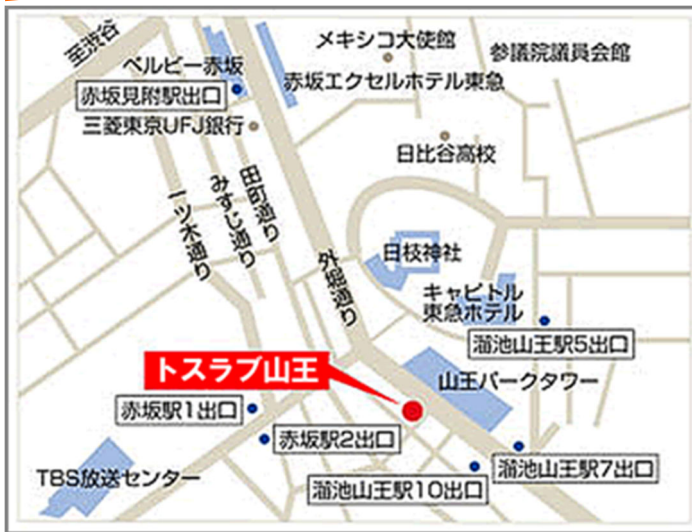 至渋谷
メキシコ大使館
参議院議員会館
ベルビー赤坂
赤坂エクセルホテル東急
赤坂見附駅出口
三菱東京UFJ銀行
日比谷高校
田町通り
みすじ通り
一ツ木通り
外堀通り
日枝神社
キャピトル
東急ホテル
溜池山王駅5出口
トスラブ山王
山王パークタワー
赤坂駅1出口
赤坂駅2出口
TBS放送センター
溜池山王駅7出口
溜池山王駅10出口